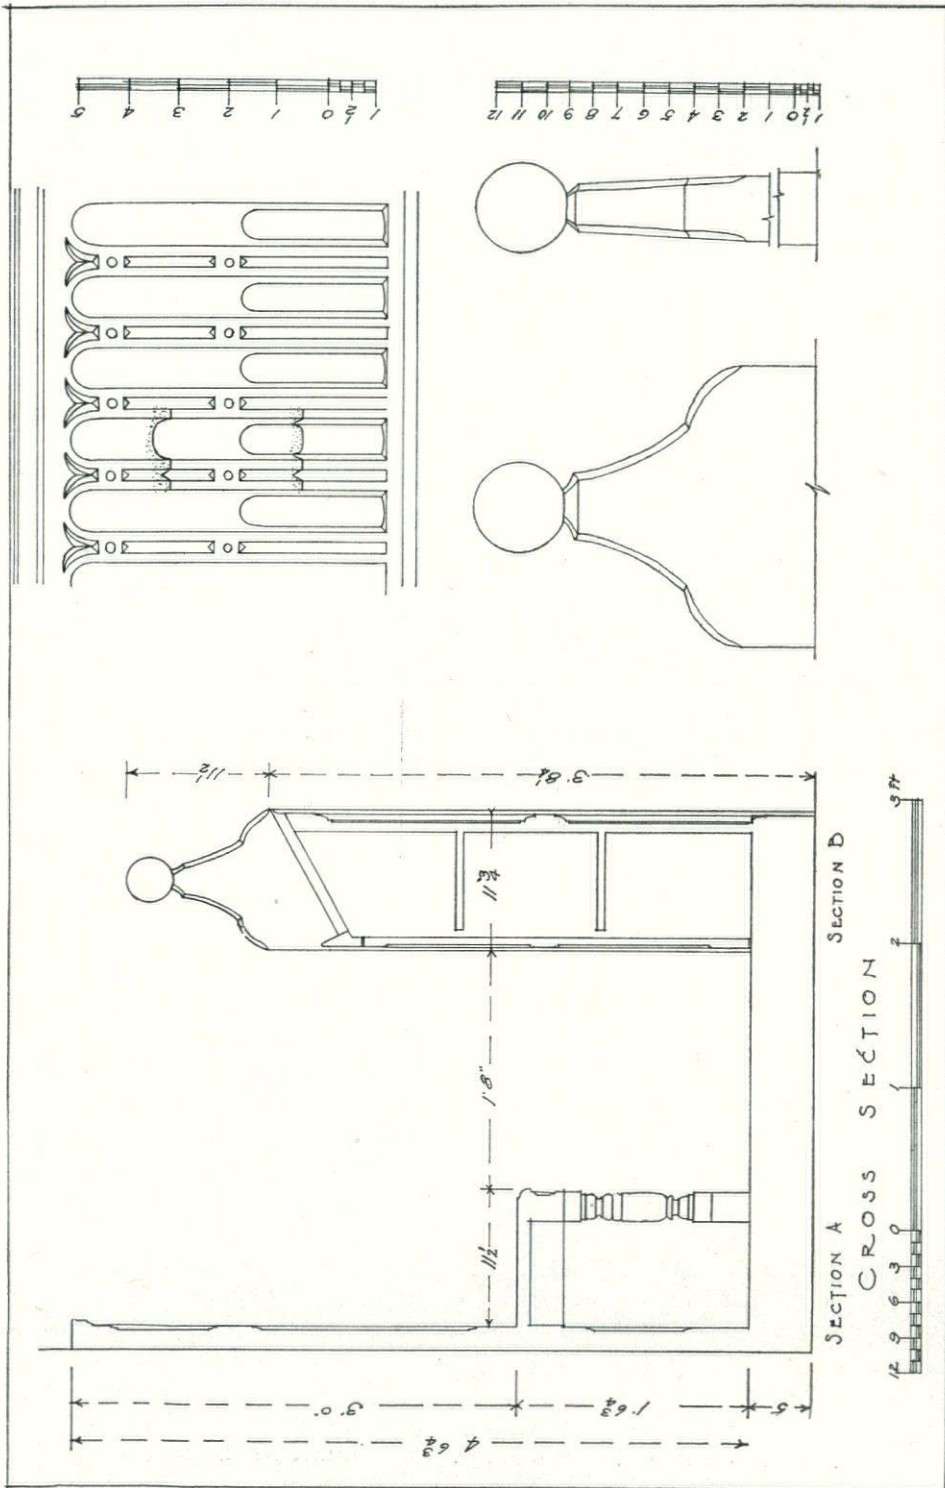 5 4 3 2 1 0 ½ 1
12 11 10 9 8 7 6 5 4 3 2 1 0 ½ 1
11½
3'.8¼
11¾
1'.8"
11½
3'.0"
1'.6¾
5
4 6¾
SECTION A
SECTION B
CROSS SECTION
12 9 6 3 0 1 2 3 ft